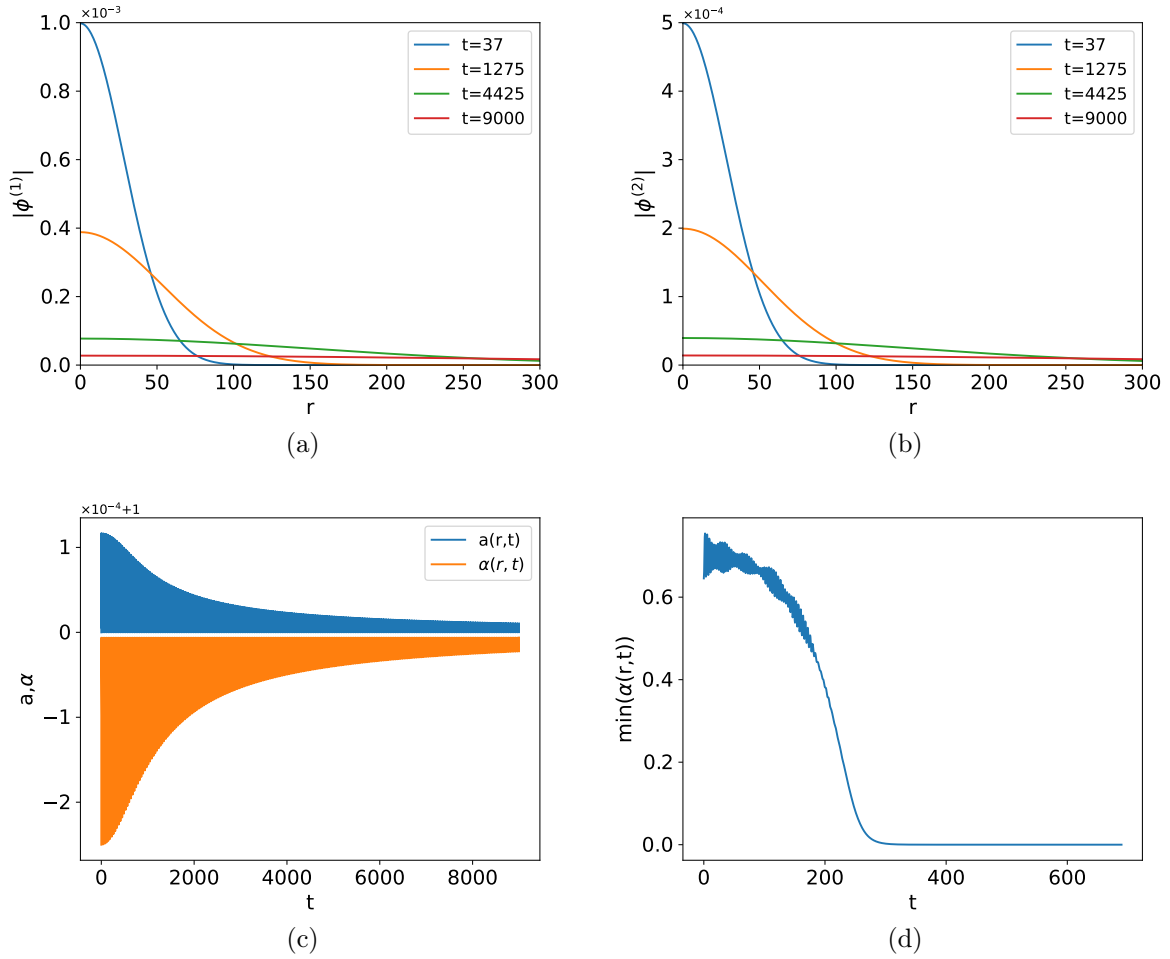 ×10⁻³
1.0
0.8
0.6
0.4
0.2
0.0
|ϕ⁽¹⁾|
0 50 100 150 200 250 300
r
t=37
t=1275
t=4425
t=9000
(a)
×10⁻⁴
5
4
3
2
1
0
|ϕ⁽²⁾|
0 50 100 150 200 250 300
r
t=37
t=1275
t=4425
t=9000
(b)
×10⁻⁴+1
1
0
−1
−2
a,α
0 2000 4000 6000 8000
t
a(r,t)
α(r, t)
(c)
0.6
0.4
0.2
0.0
min(α(r,t))
0 200 400 600
t
(d)